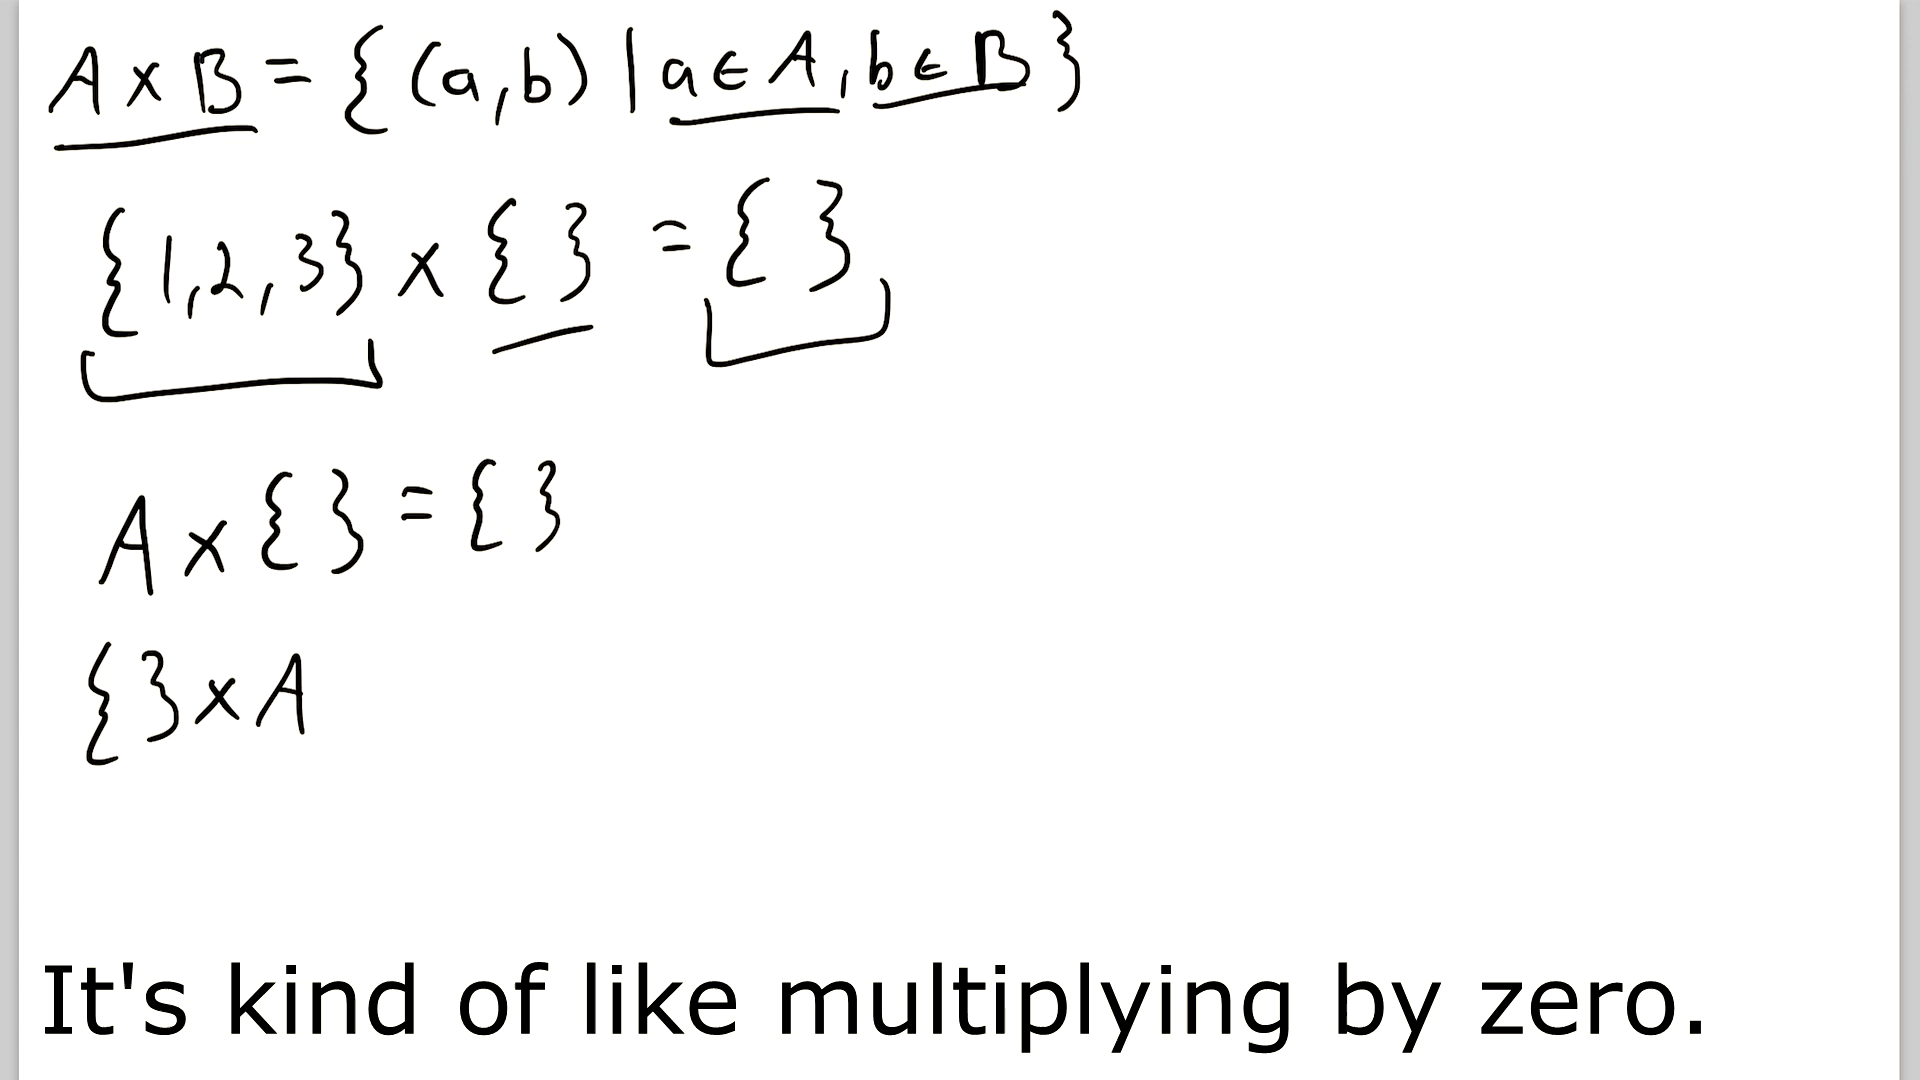 A × B = { (a,b) | a ∈ A, b ∈ B }
{1,2,3} × { } = { }
A × { } = { }
{ } × A
It's kind of like multiplying by zero.